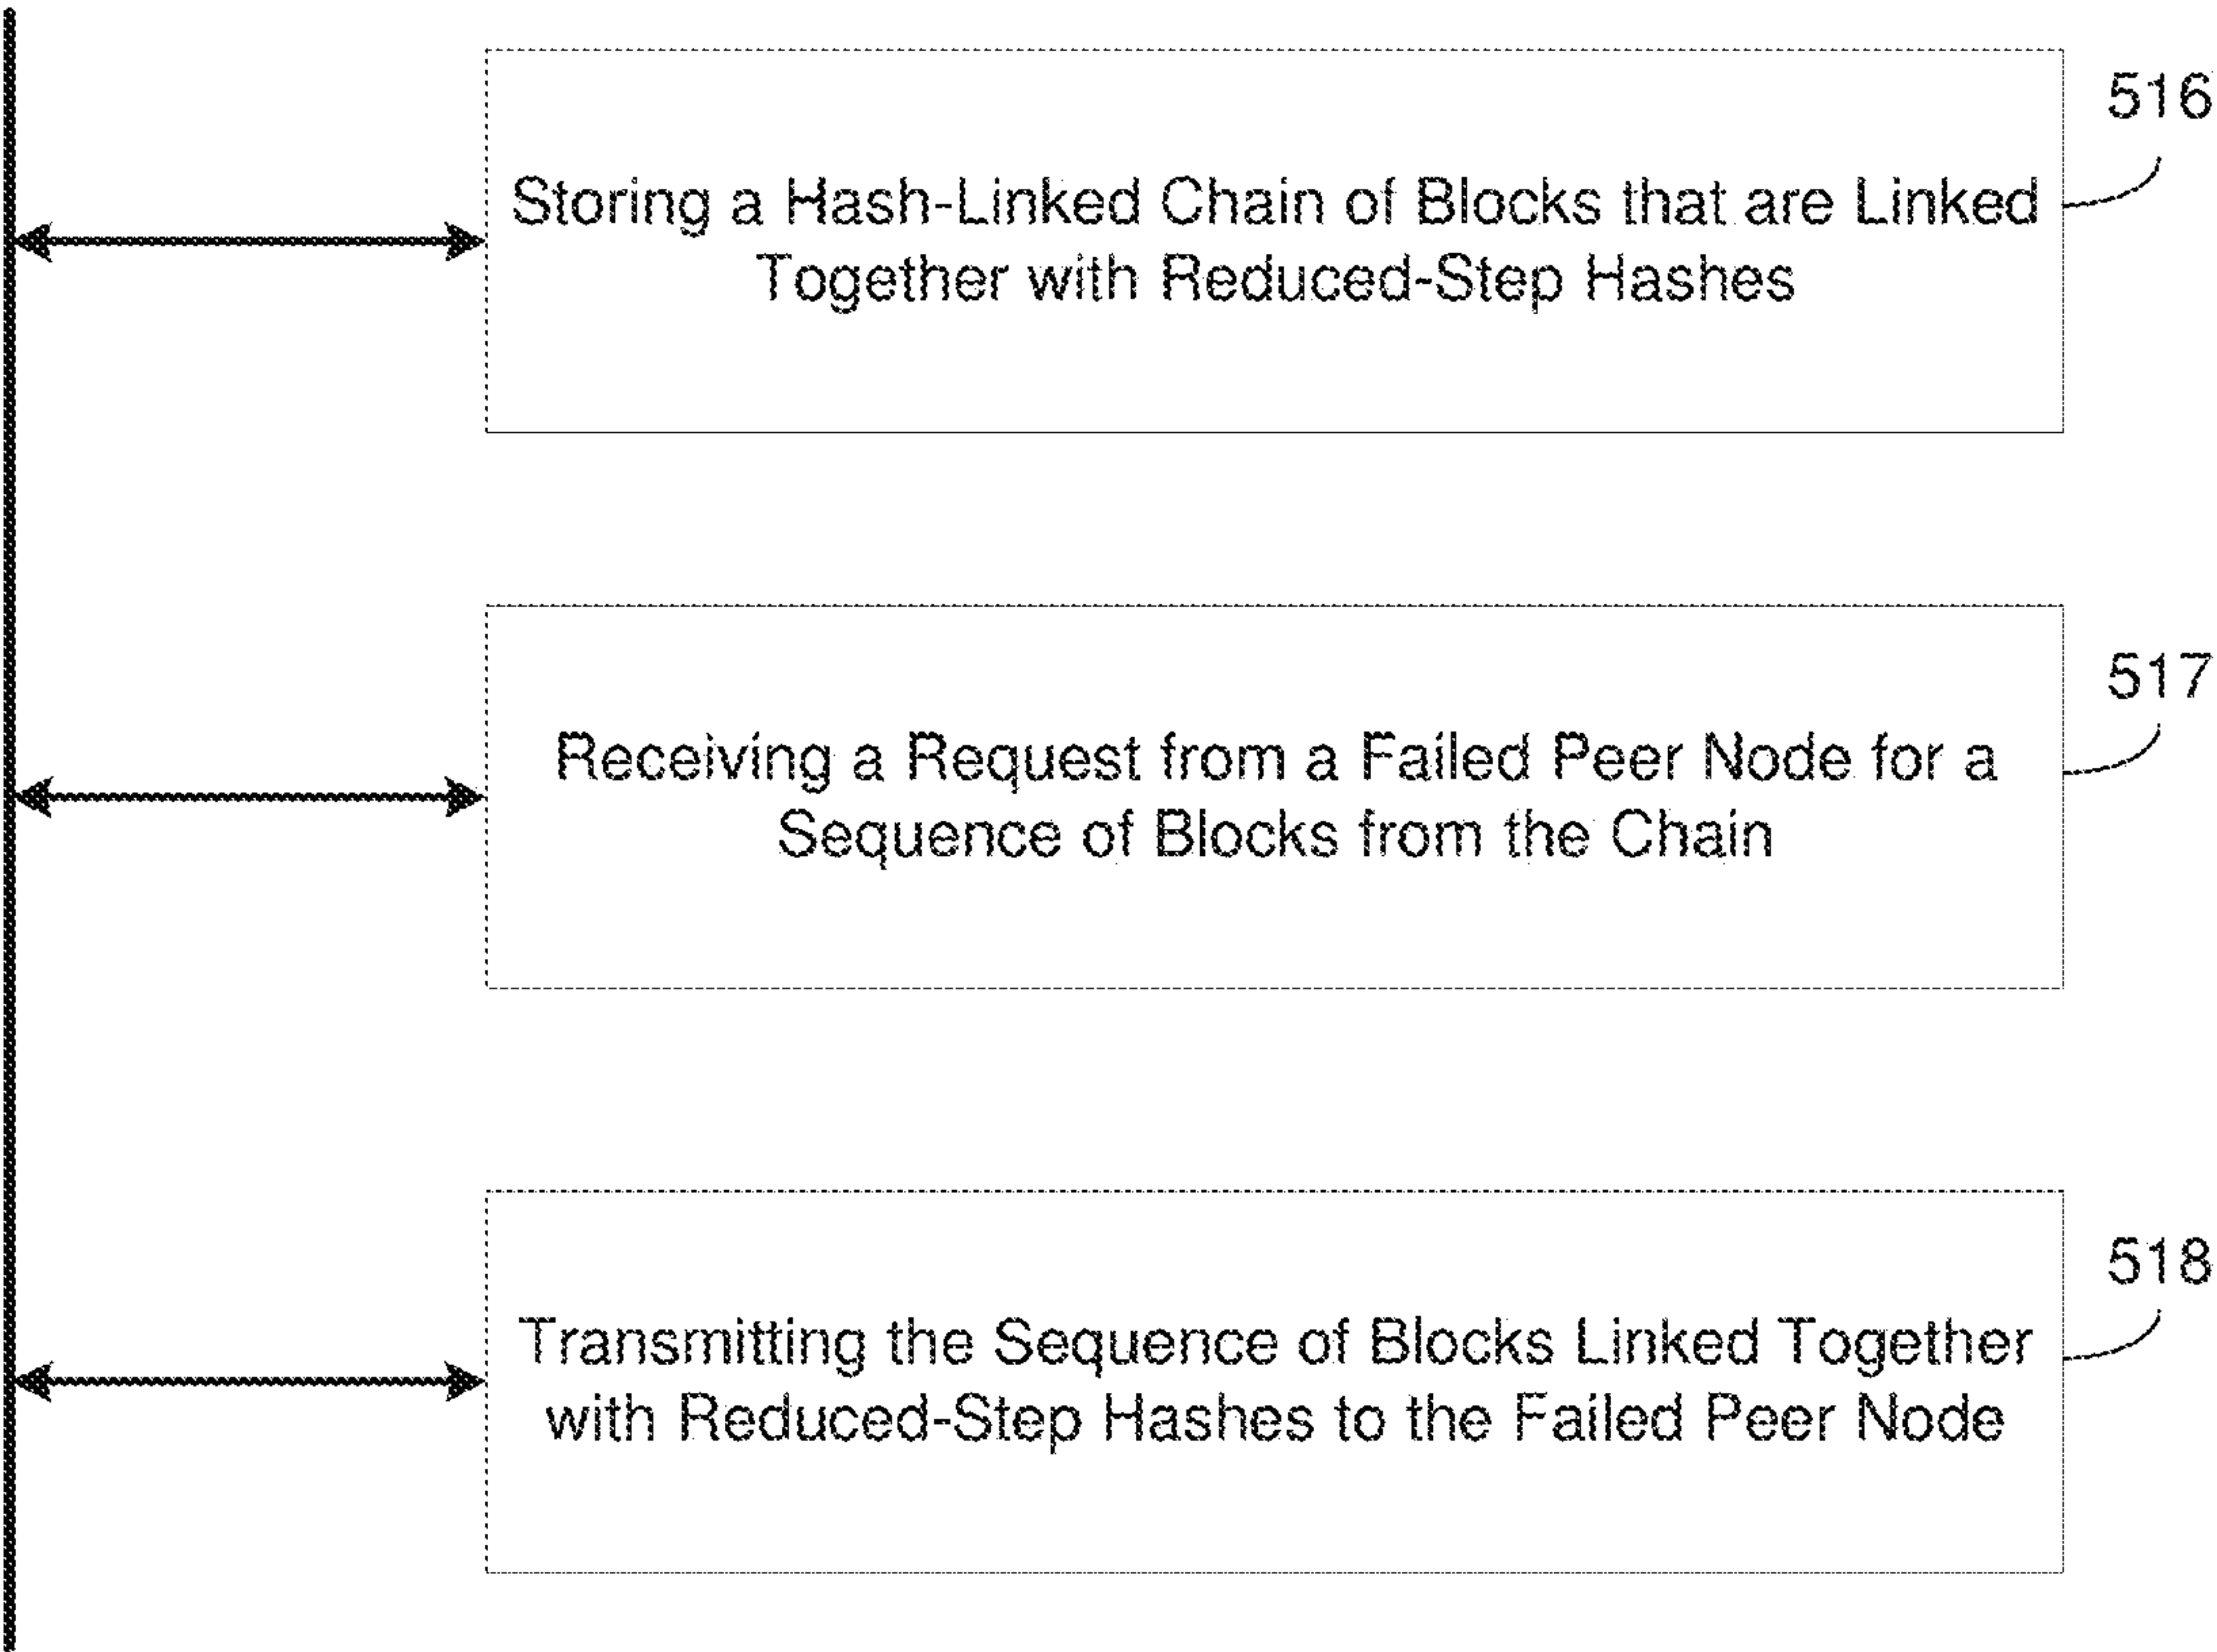 516
Storing a Hash-Linked Chain of Blocks that are Linked
Together with Reduced-Step Hashes
517
Receiving a Request from a Failed Peer Node for a
Sequence of Blocks from the Chain
518
Transmitting the Sequence of Blocks Linked Together
with Reduced-Step Hashes to the Failed Peer Node